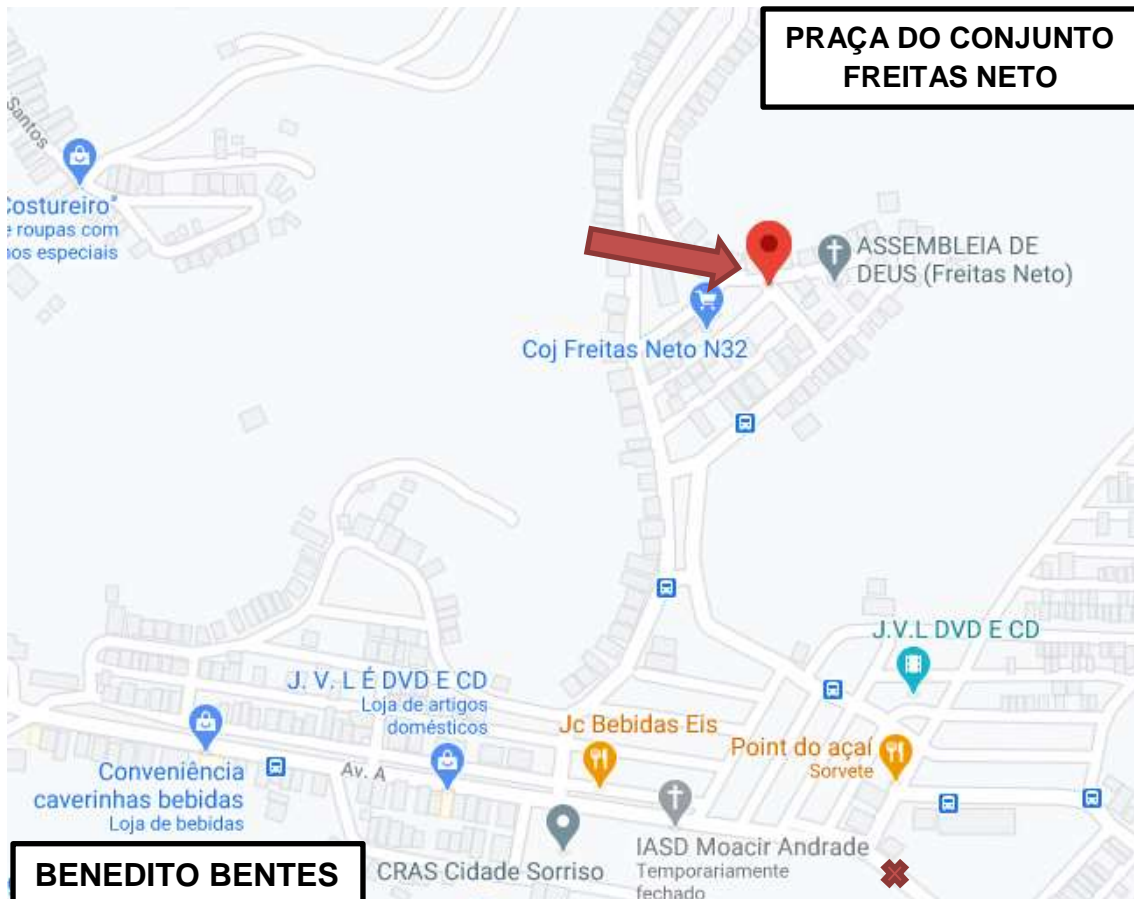 PRAÇA DO CONJUNTO
FREITAS NETO
Santos
Costureiro"
e roupas com
nos especiais
ASSEMBLEIA DE
DEUS (Freitas Neto)
Coj Freitas Neto N32
J.V.L DVD E CD
J. V. L É DVD E CD
Loja de artigos
domésticos
Jc Bebidas Eis
Point do açaí
Sorvete
Av. A
Conveniência
caverinhas bebidas
Loja de bebidas
IASD Moacir Andrade
Temporariamente
fechado
CRAS Cidade Sorriso
BENEDITO BENTES